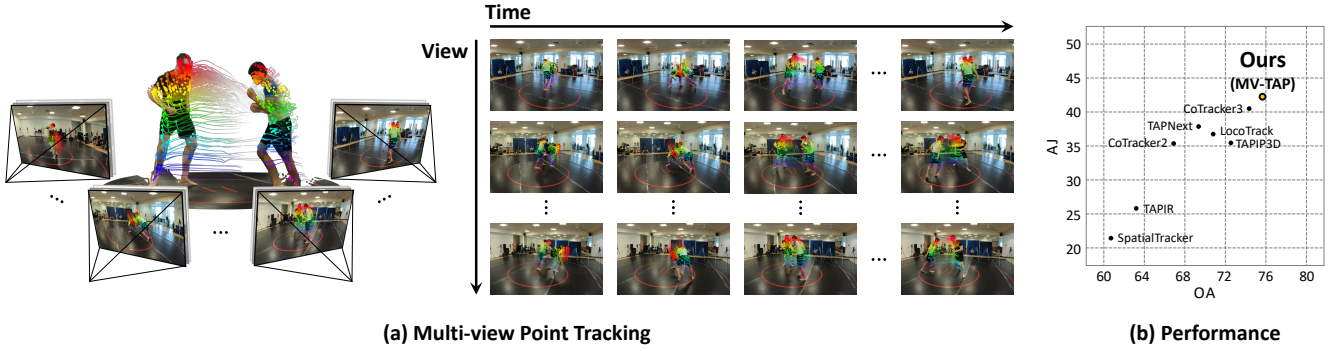 Time
View
...
...
...
...
...
...
...
...
...
(a) Multi-view Point Tracking
50
45
40
35
30
25
20
AJ
60
64
68
72
76
80
OA
Ours
(MV-TAP)
CoTracker3
TAPNext
LocoTrack
CoTracker2
TAPIP3D
TAPIR
SpatialTracker
(b) Performance